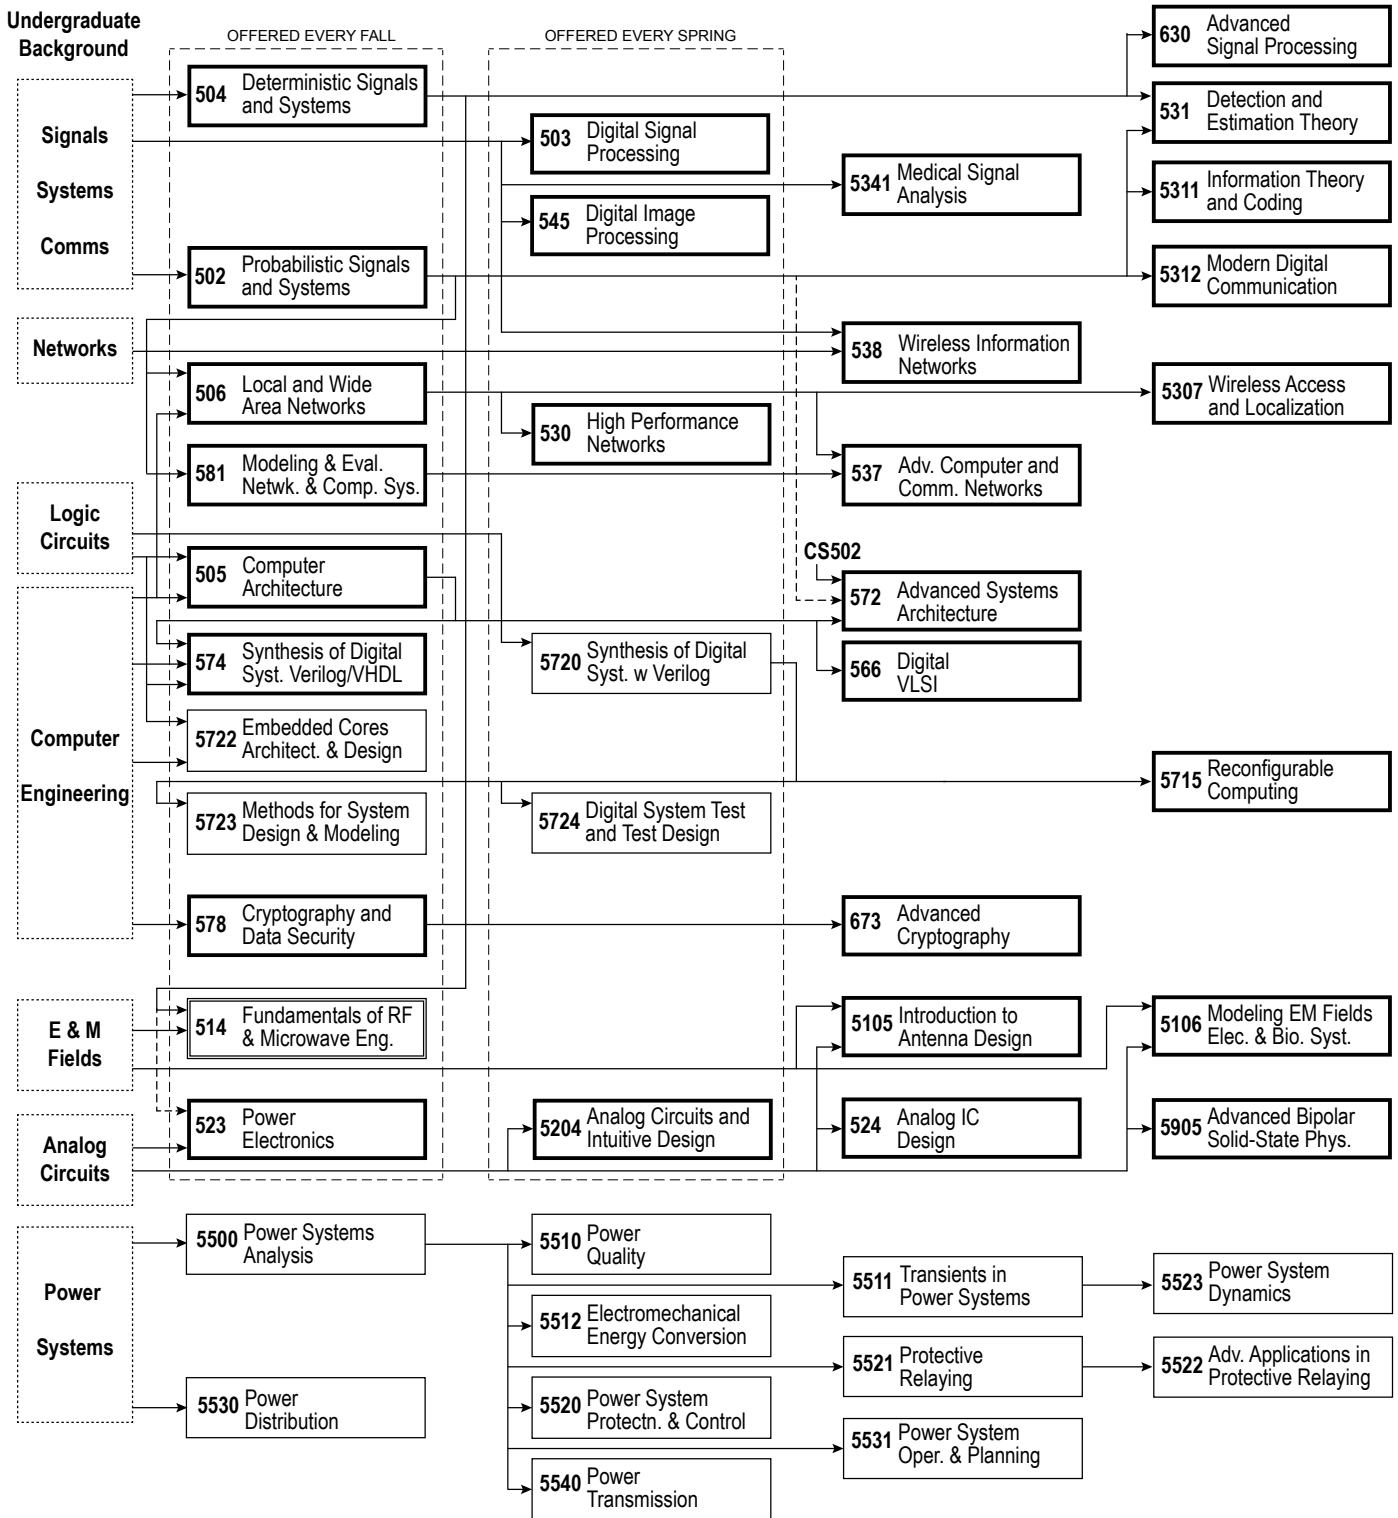 Undergraduate
Background
OFFERED EVERY FALL
OFFERED EVERY SPRING
Signals
Systems
Comms
Networks
Logic
Circuits
Computer
Engineering
E & M
Fields
Analog
Circuits
Power
Systems
504 Deterministic Signals
and Systems
502 Probabilistic Signals
and Systems
506 Local and Wide
Area Networks
581 Modeling & Eval.
Netwk. & Comp. Sys.
505 Computer
Architecture
574 Synthesis of Digital
Syst. Verilog/VHDL
5722 Embedded Cores
Architect. & Design
5723 Methods for System
Design & Modeling
578 Cryptography and
Data Security
514 Fundamentals of RF
& Microwave Eng.
523 Power
Electronics
5500 Power Systems
Analysis
5530 Power
Distribution
503 Digital Signal
Processing
545 Digital Image
Processing
530 High Performance
Networks
5720 Synthesis of Digital
Syst. w Verilog
5724 Digital System Test
and Test Design
5204 Analog Circuits and
Intuitive Design
5510 Power
Quality
5512 Electromechanical
Energy Conversion
5520 Power System
Protectn. & Control
5540 Power
Transmission
5341 Medical Signal
Analysis
538 Wireless Information
Networks
537 Adv. Computer and
Comm. Networks
CS502
572 Advanced Systems
Architecture
566 Digital
VLSI
673 Advanced
Cryptography
5105 Introduction to
Antenna Design
524 Analog IC
Design
5511 Transients in
Power Systems
5521 Protective
Relaying
5531 Power System
Oper. & Planning
630 Advanced
Signal Processing
531 Detection and
Estimation Theory
5311 Information Theory
and Coding
5312 Modern Digital
Communication
5307 Wireless Access
and Localization
5715 Reconfigurable
Computing
5106 Modeling EM Fields
Elec. & Bio. Syst.
5905 Advanced Bipolar
Solid-State Phys.
5523 Power System
Dynamics
5522 Adv. Applications in
Protective Relaying